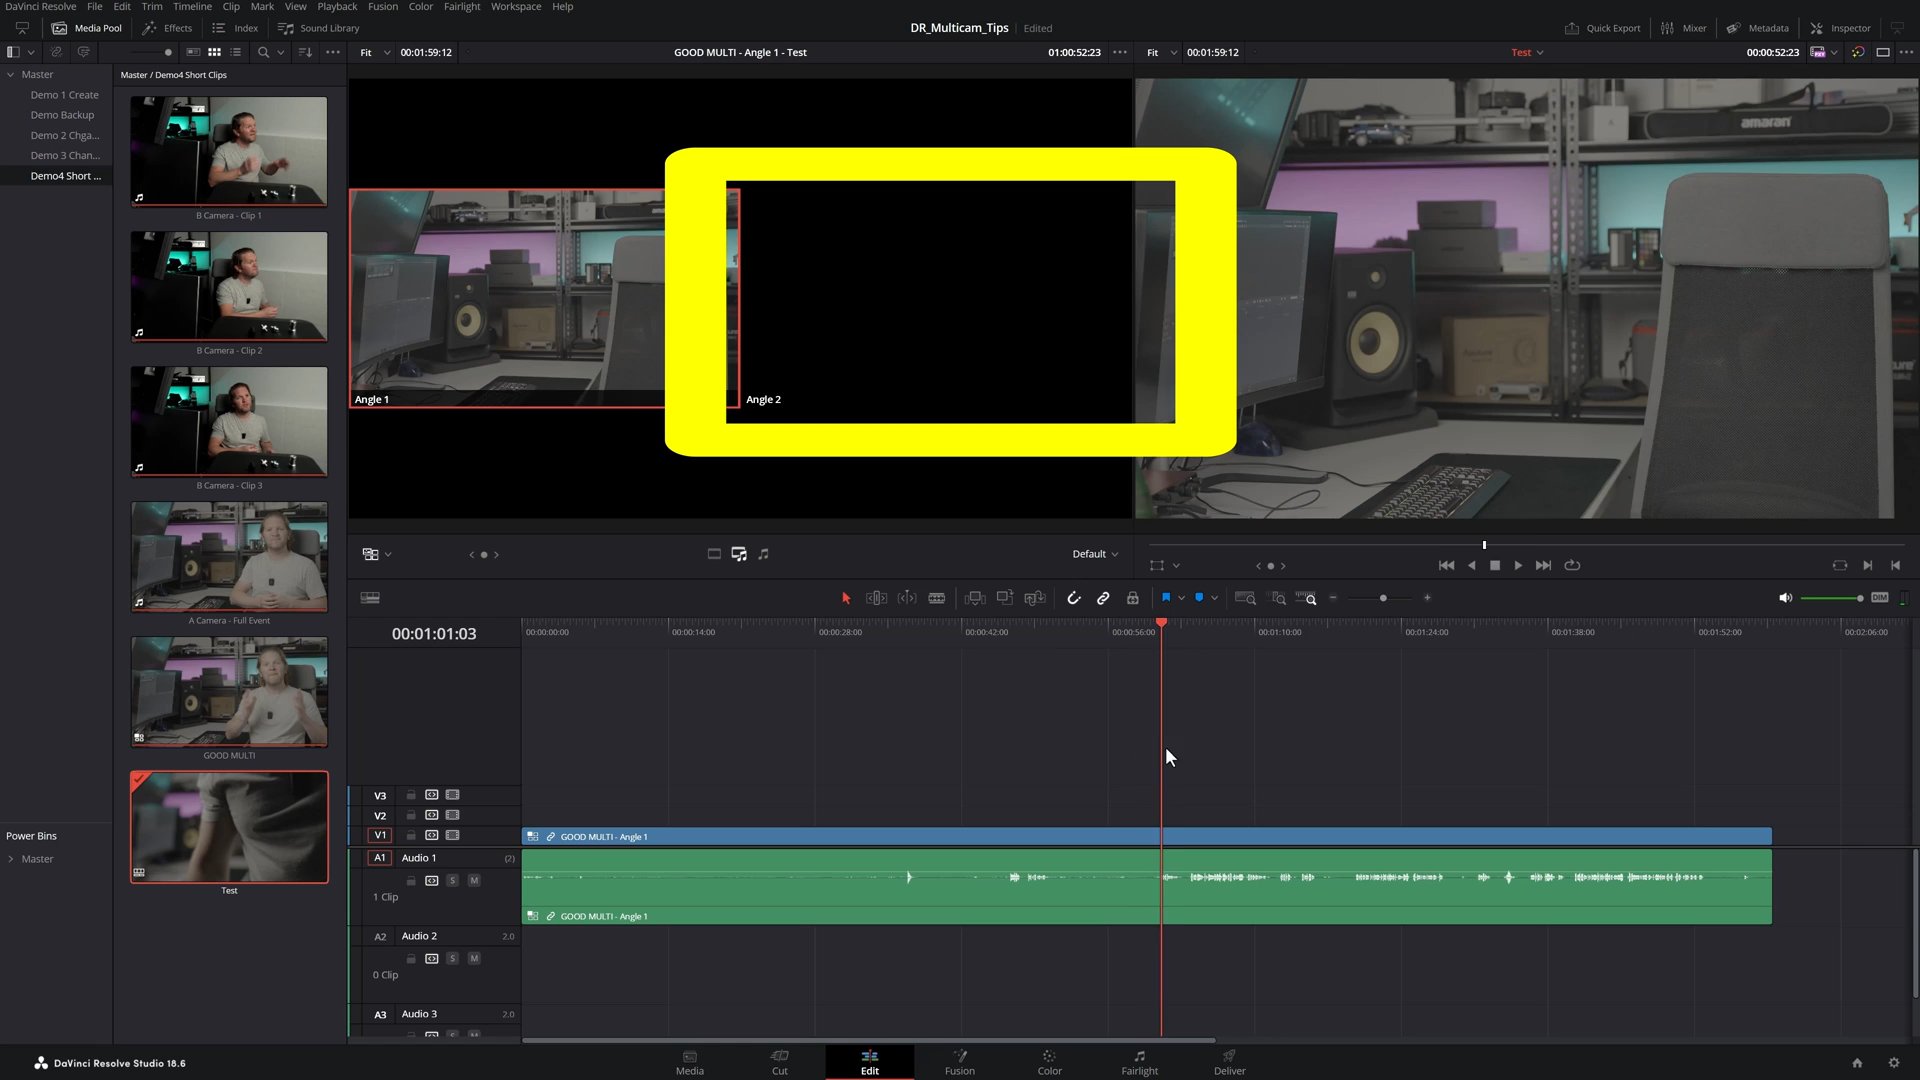 DaVinci Resolve File Edit Trim Timeline Clip Mark View Playback Fusion Color Fairlight Workspace Help
Media Pool Effects Index Sound Library DR_Multicam_Tips Edited Quick Export Mixer Metadata Inspector
Fit 00:01:59:12 GOOD MULTI - Angle 1 - Test 01:00:52:23 Fit 00:01:59:12 Test 00:00:52:23
Master
Demo 1 Create
Demo Backup
Demo 2 Chga...
Demo 3 Chan...
Demo4 Short ...
Master / Demo4 Short Clips
B Camera - Clip 1
B Camera - Clip 2
B Camera - Clip 3
A Camera - Full Event
GOOD MULTI
Test
Power Bins
Master
Angle 1
Angle 2
amaran
Default
DIM
00:01:01:03
00:00:00:00 00:00:14:00 00:00:28:00 00:00:42:00 00:00:56:00 00:01:10:00 00:01:24:00 00:01:38:00 00:01:52:00 00:02:06:00
V3
V2
V1 GOOD MULTI - Angle 1
A1 Audio 1 (2)
S M
1 Clip
GOOD MULTI - Angle 1
A2 Audio 2 2.0
S M
0 Clip
A3 Audio 3 2.0
DaVinci Resolve Studio 18.6
Media Cut Edit Fusion Color Fairlight Deliver